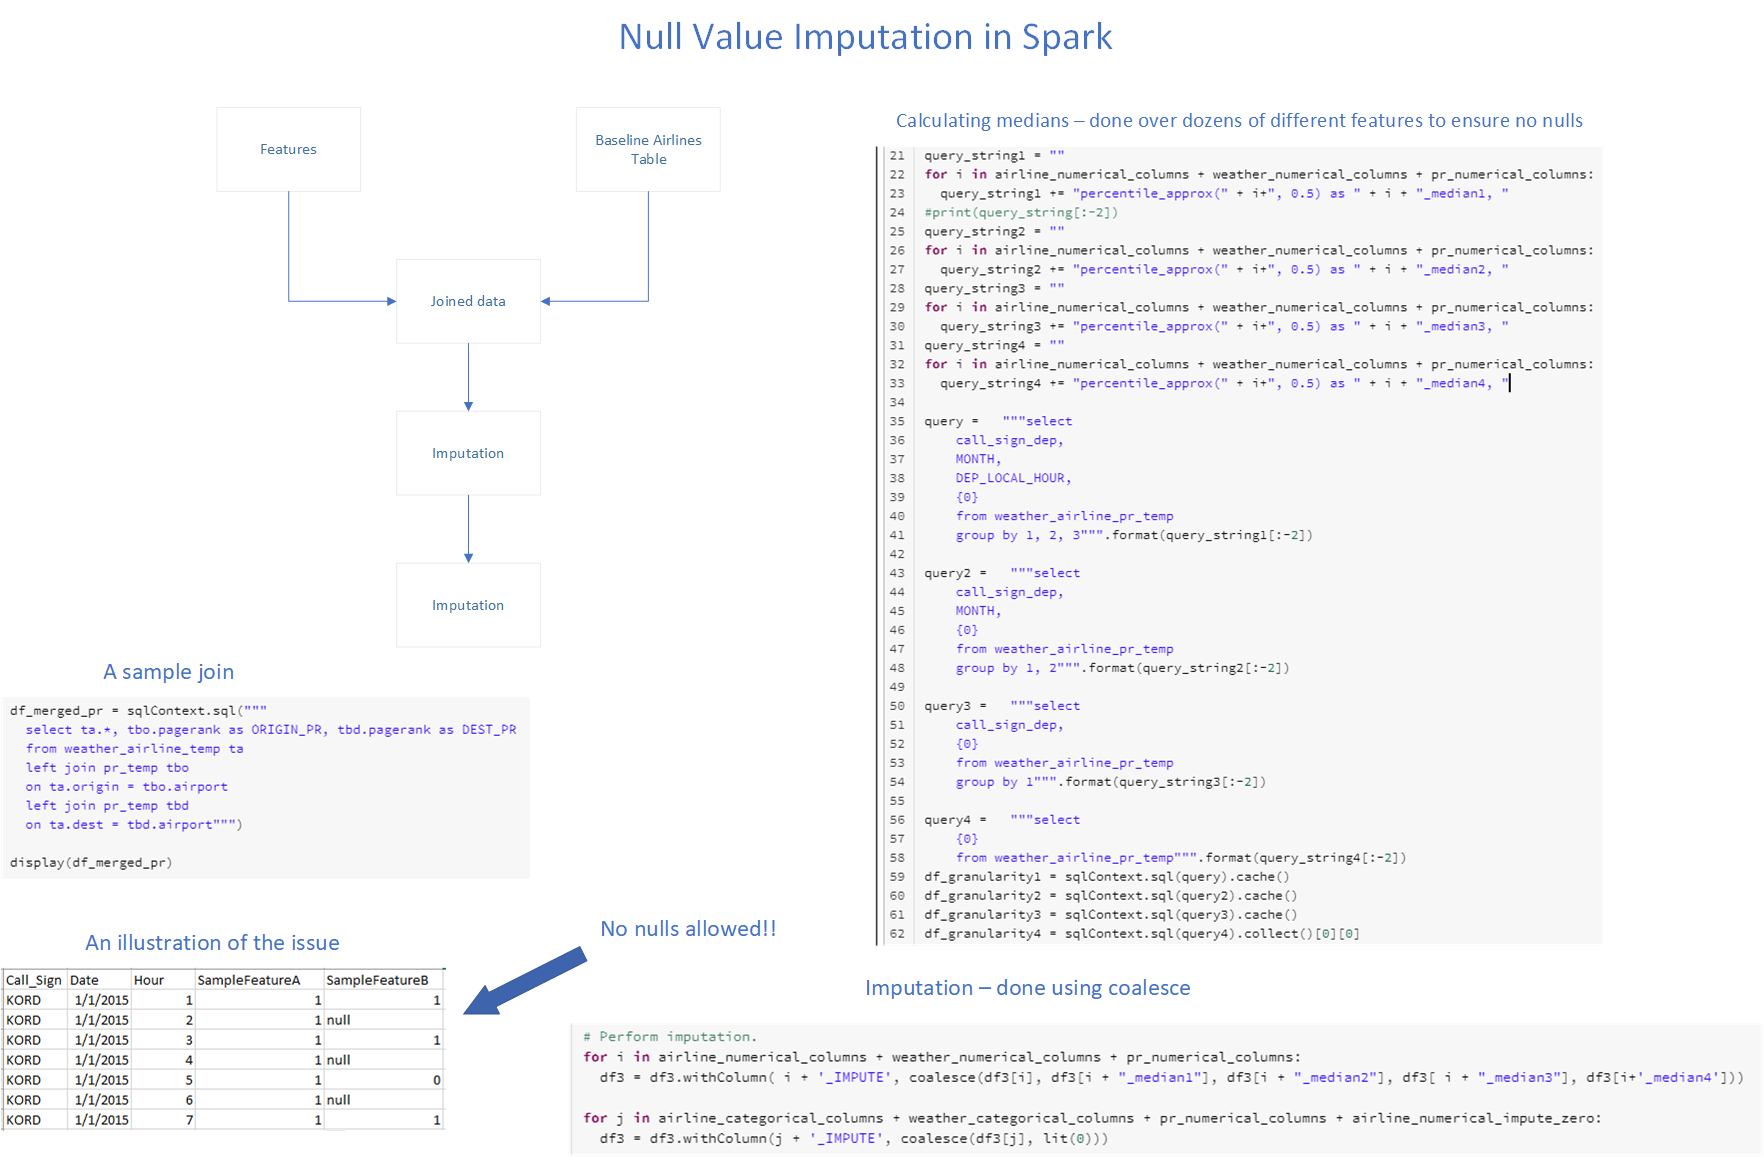 Null Value Imputation in Spark
Features
Baseline Airlines
Table
Joined data
Imputation
Imputation
A sample join
df_merged_pr = sqlContext.sql("""
  select ta.*, tbo.pagerank as ORIGIN_PR, tbd.pagerank as DEST_PR
  from weather_airline_temp ta
  left join pr_temp tbo
  on ta.origin = tbo.airport
  left join pr_temp tbd
  on ta.dest = tbd.airport""")
display(df_merged_pr)
An illustration of the issue
No nulls allowed!!
Call_Sign Date Hour SampleFeatureA SampleFeatureB
KORD 1/1/2015 1 1 1
KORD 1/1/2015 2 1 null
KORD 1/1/2015 3 1 1
KORD 1/1/2015 4 1 null
KORD 1/1/2015 5 1 0
KORD 1/1/2015 6 1 null
KORD 1/1/2015 7 1 1
Calculating medians – done over dozens of different features to ensure no nulls
21 query_string1 = ""
22 for i in airline_numerical_columns + weather_numerical_columns + pr_numerical_columns:
23   query_string1 += "percentile_approx(" + i+", 0.5) as " + i + "_median1, "
24 #print(query_string[:-2])
25 query_string2 = ""
26 for i in airline_numerical_columns + weather_numerical_columns + pr_numerical_columns:
27   query_string2 += "percentile_approx(" + i+", 0.5) as " + i + "_median2, "
28 query_string3 = ""
29 for i in airline_numerical_columns + weather_numerical_columns + pr_numerical_columns:
30   query_string3 += "percentile_approx(" + i+", 0.5) as " + i + "_median3, "
31 query_string4 = ""
32 for i in airline_numerical_columns + weather_numerical_columns + pr_numerical_columns:
33   query_string4 += "percentile_approx(" + i+", 0.5) as " + i + "_median4, "
34
35 query =   """select
36     call_sign_dep,
37     MONTH,
38     DEP_LOCAL_HOUR,
39     {0}
40     from weather_airline_pr_temp
41     group by 1, 2, 3""".format(query_string1[:-2])
42
43 query2 =   """select
44     call_sign_dep,
45     MONTH,
46     {0}
47     from weather_airline_pr_temp
48     group by 1, 2""".format(query_string2[:-2])
49
50 query3 =   """select
51     call_sign_dep,
52     {0}
53     from weather_airline_pr_temp
54     group by 1""".format(query_string3[:-2])
55
56 query4 =   """select
57     {0}
58     from weather_airline_pr_temp""".format(query_string4[:-2])
59 df_granularity1 = sqlContext.sql(query).cache()
60 df_granularity2 = sqlContext.sql(query2).cache()
61 df_granularity3 = sqlContext.sql(query3).cache()
62 df_granularity4 = sqlContext.sql(query4).collect()[0][0]
Imputation – done using coalesce
# Perform imputation.
for i in airline_numerical_columns + weather_numerical_columns + pr_numerical_columns:
  df3 = df3.withColumn( i + '_IMPUTE', coalesce(df3[i], df3[i + "_median1"], df3[i + "_median2"], df3[ i + "_median3"], df3[i+'_median4']))
for j in airline_categorical_columns + weather_categorical_columns + pr_numerical_columns + airline_numerical_impute_zero:
  df3 = df3.withColumn(j + '_IMPUTE', coalesce(df3[j], lit(0)))